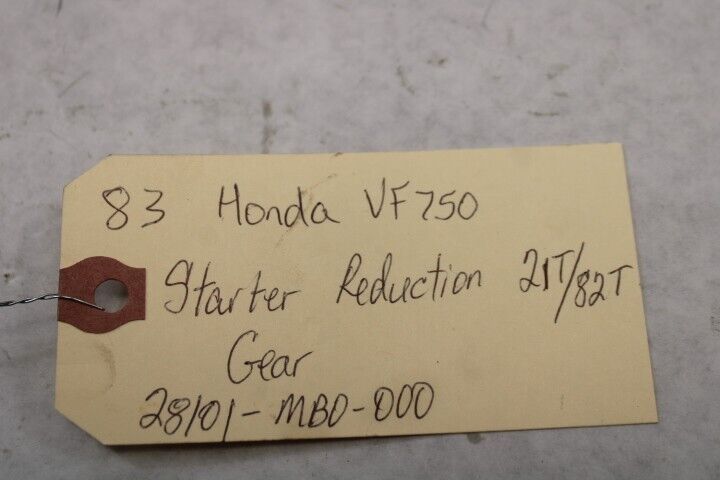 83 Honda VF750
Starter Reduction 21T/82T
Gear
28101-MB0-000